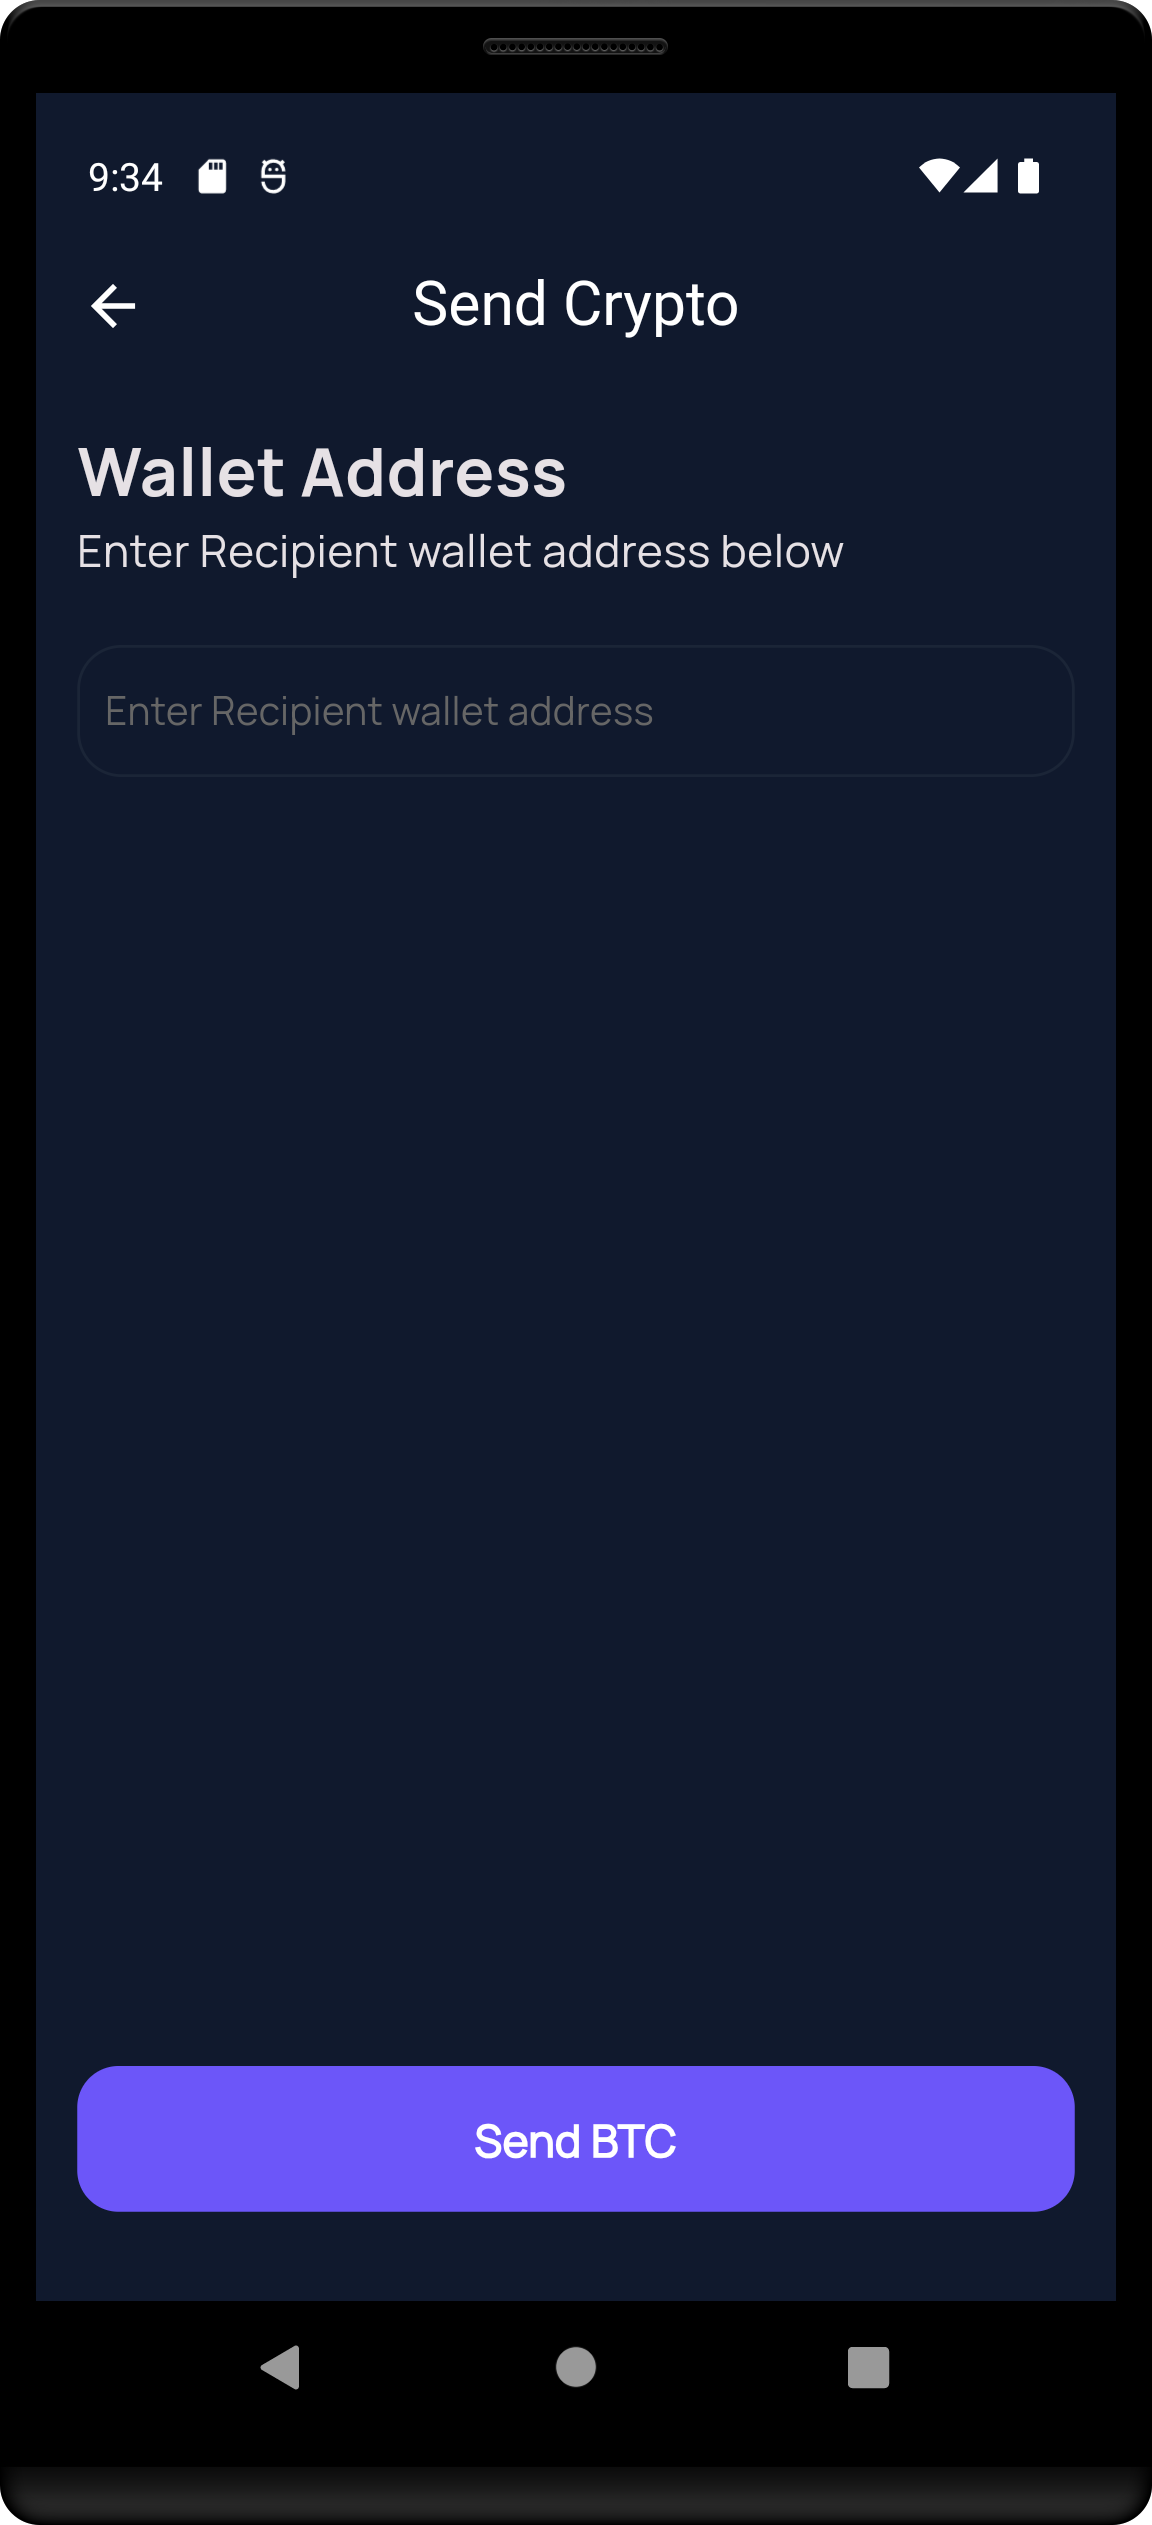 9:34
Send Crypto
Wallet Address
Enter Recipient wallet address below
Enter Recipient wallet address
Send BTC